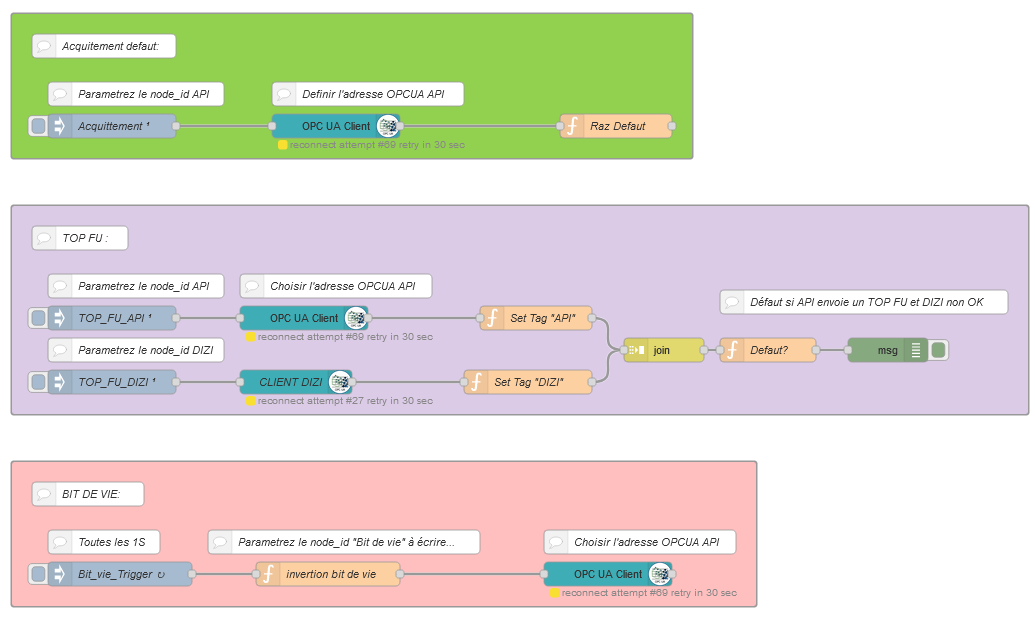 Acquitement defaut:
Parametrez le node_id API
Definir l'adresse OPCUA API
Acquittement ¹
OPC UA Client
Raz Defaut
reconnect attempt #69 retry in 30 sec
TOP FU :
Parametrez le node_id API
Choisir l'adresse OPCUA API
Défaut si API envoie un TOP FU et DIZI non OK
TOP_FU_API ¹
OPC UA Client
Set Tag "API"
reconnect attempt #69 retry in 30 sec
Parametrez le node_id DIZI
join
Defaut?
msg
TOP_FU_DIZI ¹
CLIENT DIZI
Set Tag "DIZI"
reconnect attempt #27 retry in 30 sec
BIT DE VIE:
Toutes les 1S
Parametrez le node_id "Bit de vie" à écrire...
Choisir l'adresse OPCUA API
Bit_vie_Trigger ↻
invertion bit de vie
OPC UA Client
reconnect attempt #69 retry in 30 sec